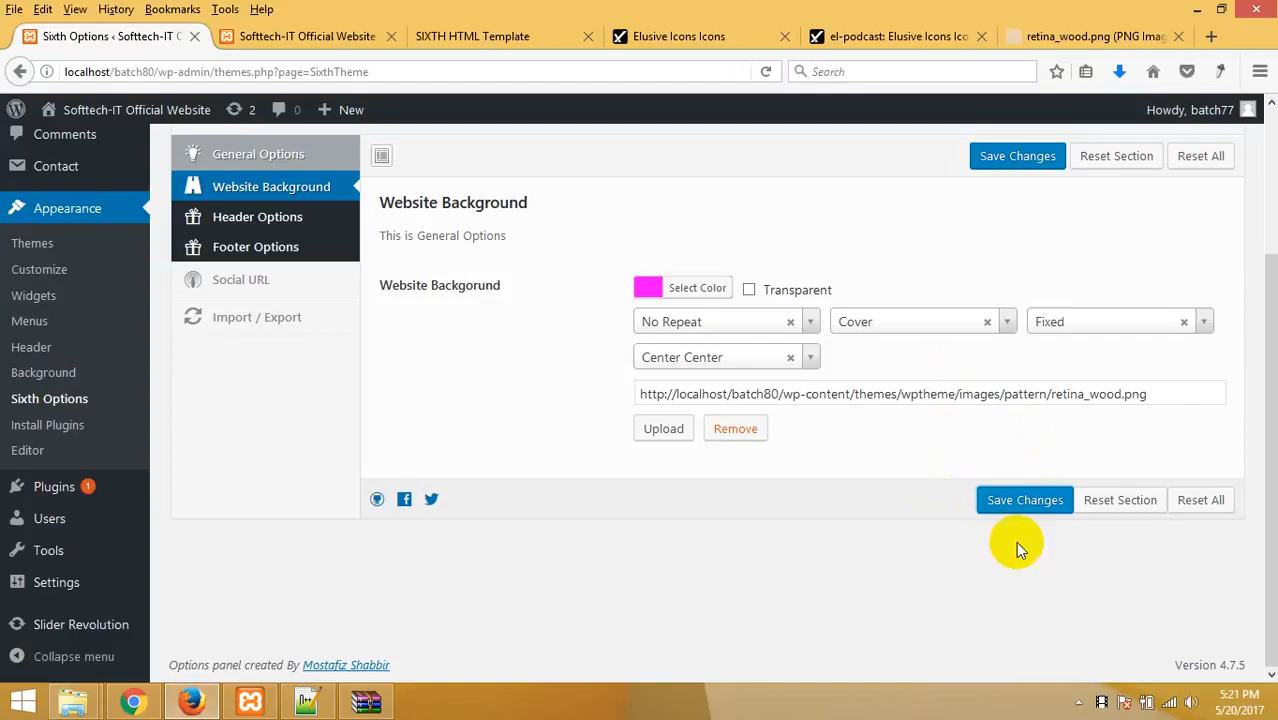 File Edit View History Bookmarks Tools Help
Sixth Options ‹ Softtech-IT O
Softtech-IT Official Website
SIXTH HTML Template
Elusive Icons Icons
el-podcast: Elusive Icons Ico
retina_wood.png (PNG Imag
localhost/batch80/wp-admin/themes.php?page=SixthTheme
Search
Softtech-IT Official Website 2 0 New
Howdy, batch77
Comments
Contact
Appearance
Themes
Customize
Widgets
Menus
Header
Background
Sixth Options
Install Plugins
Editor
Plugins 1
Users
Tools
Settings
Slider Revolution
Collapse menu
General Options
Website Background
Header Options
Footer Options
Social URL
Import / Export
Save Changes Reset Section Reset All
Website Background
This is General Options
Website Backgorund
Select Color Transparent
No Repeat Cover Fixed
Center Center
http://localhost/batch80/wp-content/themes/wptheme/images/pattern/retina_wood.png
Upload Remove
Save Changes Reset Section Reset All
Options panel created By Mostafiz Shabbir
Version 4.7.5
5:21 PM
5/20/2017